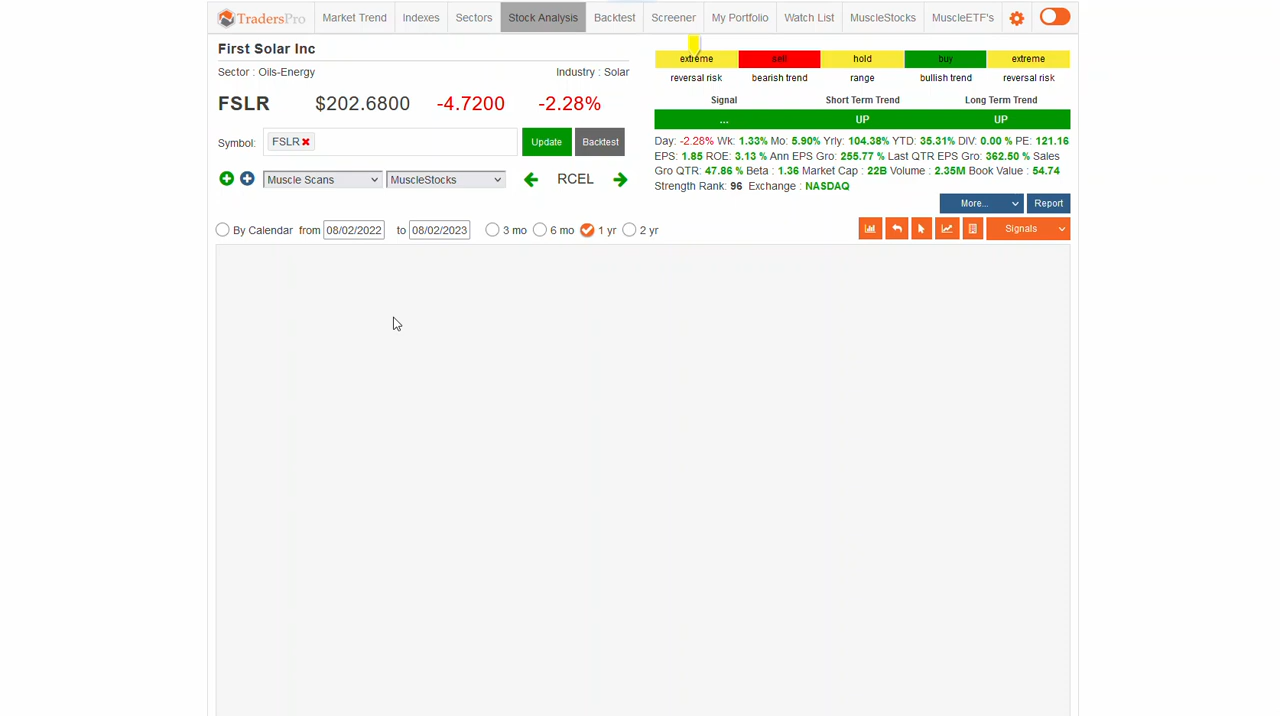 TradersPro Market Trend Indexes Sectors Stock Analysis Backtest Screener My Portfolio Watch List MuscleStocks MuscleETF's
First Solar Inc
Sector : Oils-Energy Industry : Solar
FSLR $202.6800 -4.7200 -2.28%
Symbol: FSLR Update Backtest
Muscle Scans MuscleStocks RCEL
extreme sell hold buy extreme
reversal risk bearish trend range bullish trend reversal risk
Signal Short Term Trend Long Term Trend
... UP UP
Day: -2.28% Wk: 1.33% Mo: 5.90% Yrly: 104.38% YTD: 35.31% DIV: 0.00 % PE: 121.16
EPS: 1.85 ROE: 3.13 % Ann EPS Gro: 255.77 % Last QTR EPS Gro: 362.50 % Sales
Gro QTR: 47.86 % Beta : 1.36 Market Cap : 22B Volume : 2.35M Book Value : 54.74
Strength Rank: 96 Exchange : NASDAQ
More... Report
By Calendar from 08/02/2022 to 08/02/2023 3 mo 6 mo 1 yr 2 yr Signals